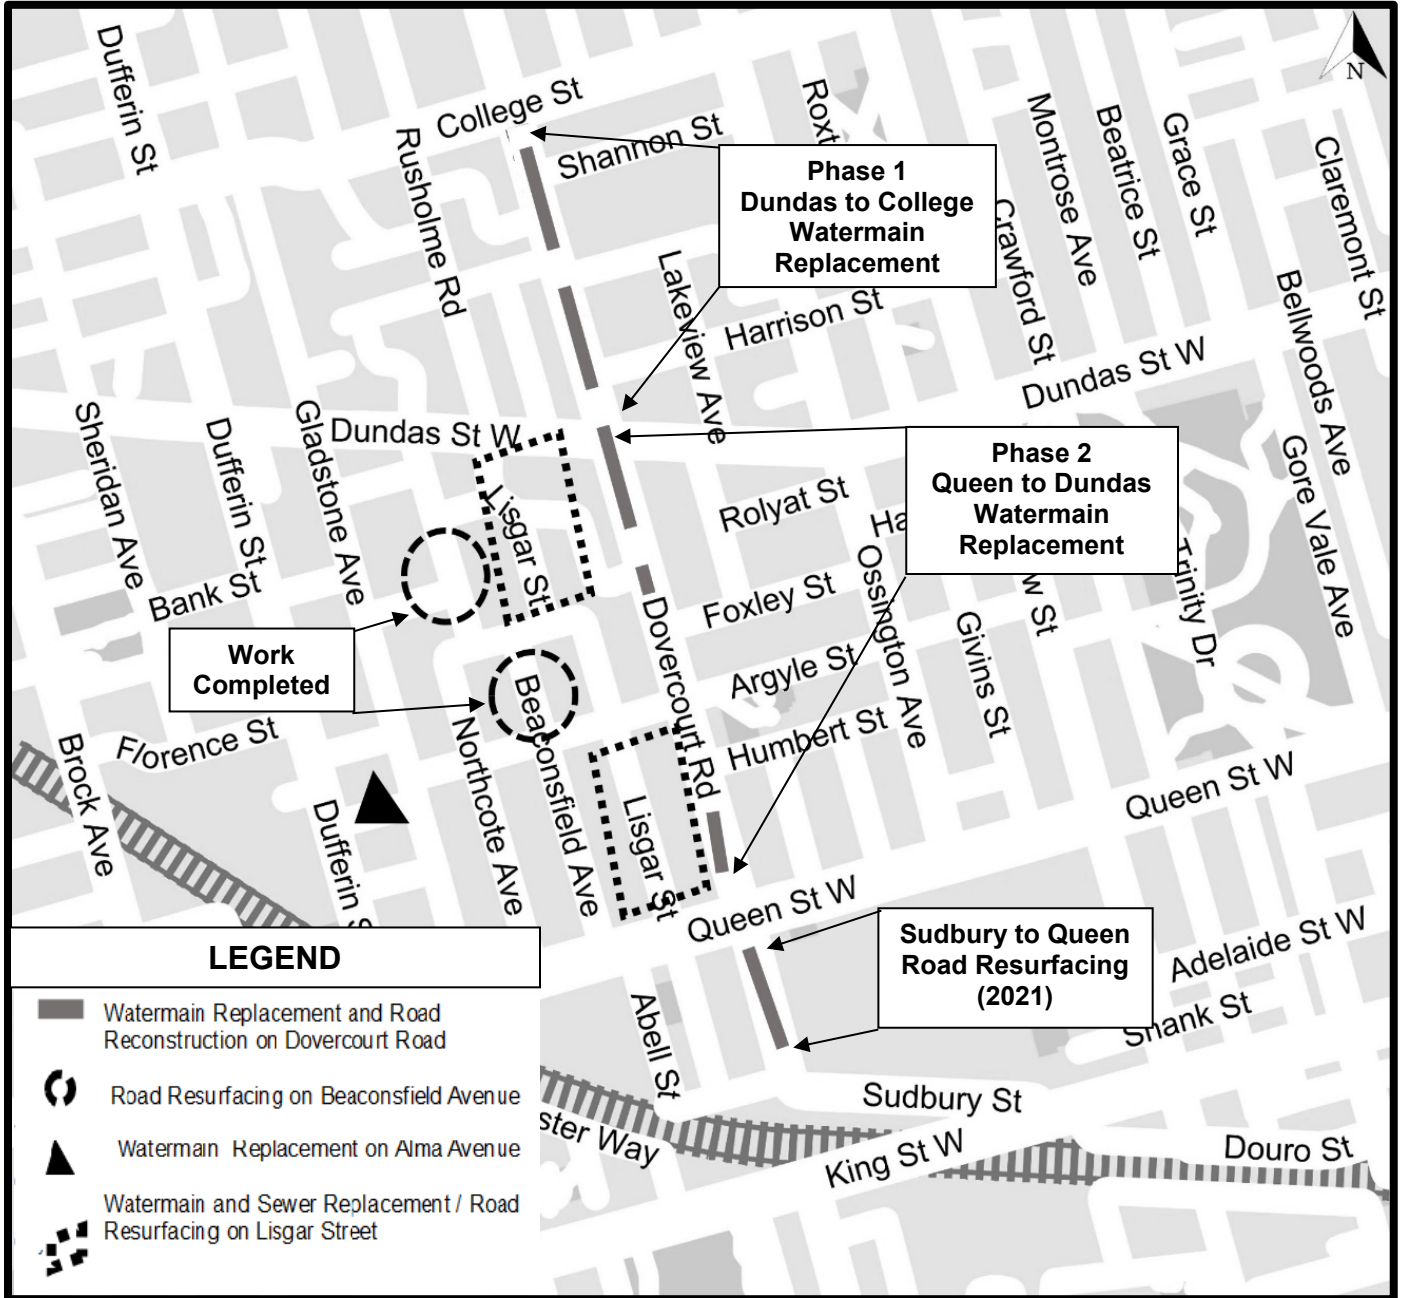 Dufferin St
College St
Rusholme Rd
Shannon St
Roxt
Montrose Ave
Beatrice St
Grace St
Claremont St
N
Phase 1
Dundas to College
Watermain
Replacement
Crawford St
Lakeview Ave
Harrison St
Dundas St W
Bellwoods Ave
Sheridan Ave
Dufferin St
Gladstone Ave
Dundas St W
Lisgar St
Rolyat St
Ha
Phase 2
Queen to Dundas
Watermain
Replacement
Gore Vale Ave
Trinity Dr
w St
Bank St
Foxley St
Ossington Ave
Givins St
Work
Completed
Dovercourt Rd
Argyle St
Humbert St
Beaconsfield Ave
Northcote Ave
Florence St
Brock Ave
Dufferin S
Lisgar St
Queen St W
Queen St W
Sudbury to Queen
Road Resurfacing
(2021)
Adelaide St W
Shank St
Abell St
Sudbury St
ster Way
King St W
Douro St
LEGEND
Watermain Replacement and Road
Reconstruction on Dovercourt Road
Road Resurfacing on Beaconsfield Avenue
Watermain Replacement on Alma Avenue
Watermain and Sewer Replacement / Road
Resurfacing on Lisgar Street